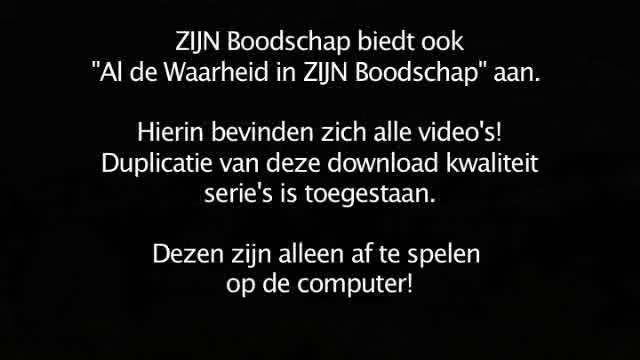 ZIJN Boodschap biedt ook
"Al de Waarheid in ZIJN Boodschap" aan.
Hierin bevinden zich alle video's!
Duplicatie van deze download kwaliteit
serie's is toegestaan.
Dezen zijn alleen af te spelen
op de computer!